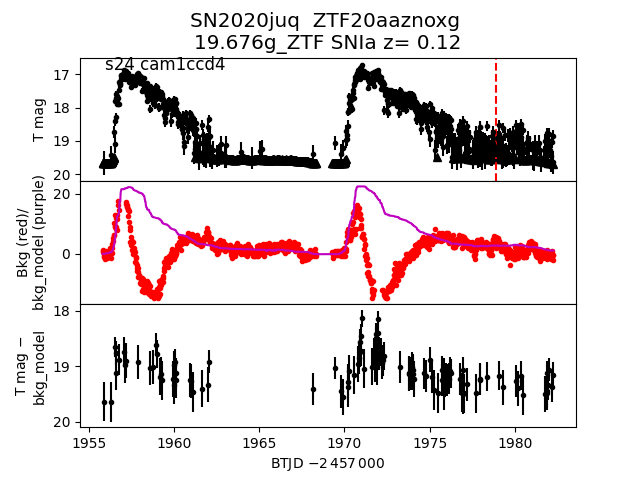 SN2020juq  ZTF20aaznoxg
19.676g_ZTF SNIa z= 0.12
s24 cam1ccd4
T mag
17
18
19
20
Bkg (red)/
bkg_model (purple)
20
0
T mag −
bkg_model
18
19
20
1955 1960 1965 1970 1975 1980
BTJD −2 457 000